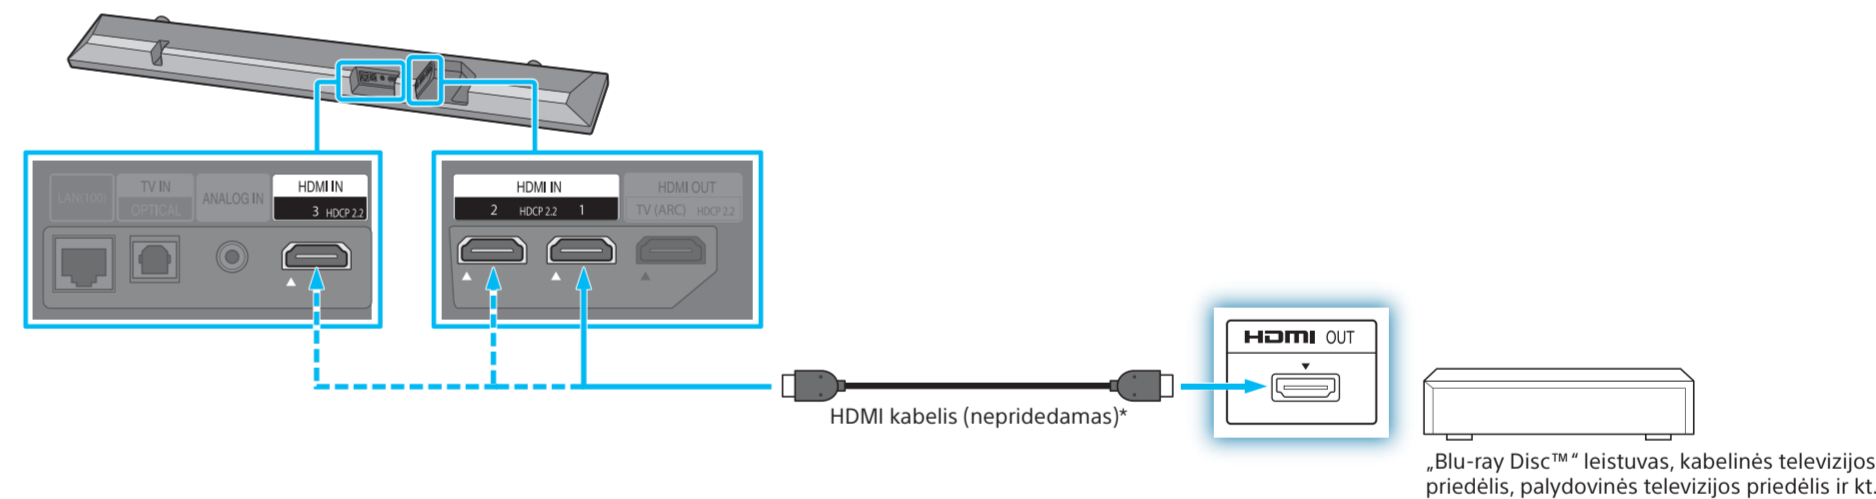 LAN(100)
TV IN
OPTICAL
ANALOG IN
HDMI IN
3 HDCP 2.2
HDMI IN
2 HDCP 2.2 1
HDMI OUT
TV (ARC) HDCP 2.2
HDMI OUT
HDMI kabelis (nepridedamas)*
„Blu-ray Disc™“ leistuvas, kabelinės televizijos
priedėlis, palydovinės televizijos priedėlis ir kt.